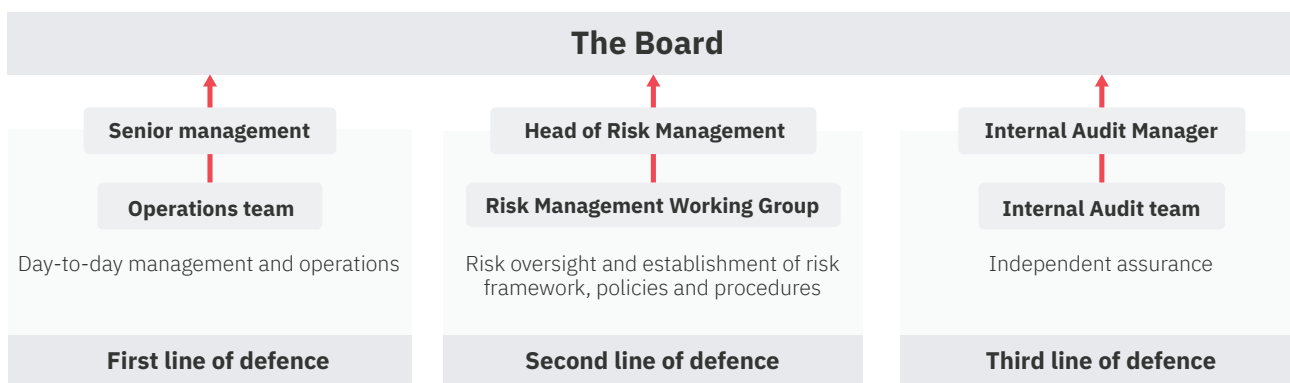 The Board
Senior management
Operations team
Day-to-day management and operations
First line of defence
Head of Risk Management
Risk Management Working Group
Risk oversight and establishment of risk
framework, policies and procedures
Second line of defence
Internal Audit Manager
Internal Audit team
Independent assurance
Third line of defence